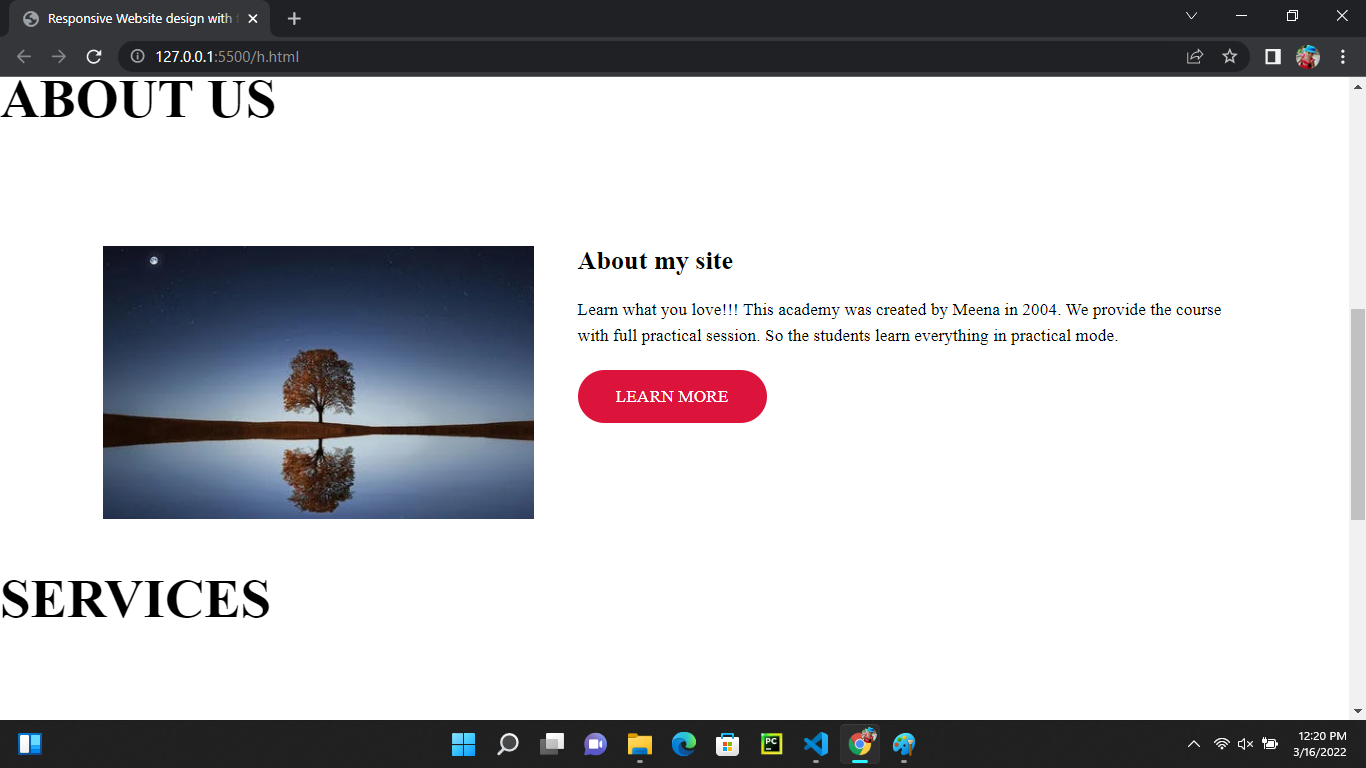 Responsive Website design with
127.0.0.1:5500/h.html
ABOUT US
About my site
Learn what you love!!! This academy was created by Meena in 2004. We provide the course
with full practical session. So the students learn everything in practical mode.
LEARN MORE
SERVICES
PC
12:20 PM
3/16/2022